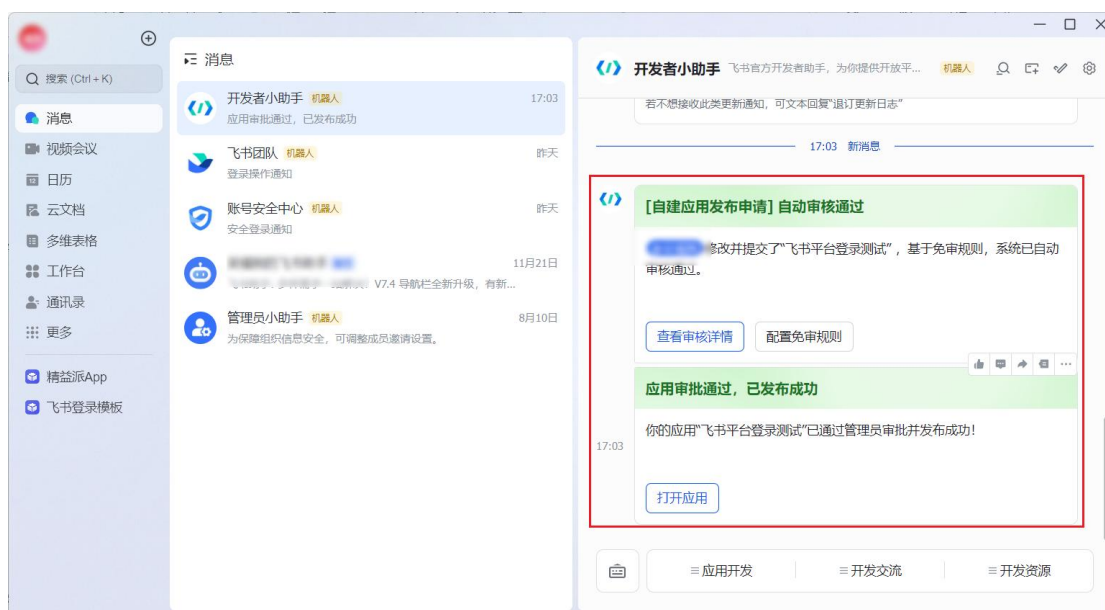 搜索 (Ctrl + K)
消息
视频会议
日历
云文档
多维表格
工作台
通讯录
更多
精益派App
飞书登录模板
消息
开发者小助手 机器人 17:03
应用审批通过，已发布成功
飞书团队 机器人 昨天
登录操作通知
账号安全中心 机器人 昨天
安全登录通知
11月21日
V7.4 导航栏全新升级，有新...
管理员小助手 机器人 8月10日
为保障组织信息安全，可调整成员邀请设置。
开发者小助手 飞书官方开发者助手，为你提供开放平... 机器人
若不想接收此类更新通知，可文本回复“退订更新日志”
17:03 新消息
[自建应用发布申请] 自动审核通过
修改并提交了“飞书平台登录测试”，基于免审规则，系统已自动
审核通过。
查看审核详情 配置免审规则
应用审批通过，已发布成功
你的应用“飞书平台登录测试”已通过管理员审批并发布成功！
17:03
打开应用
应用开发 开发交流 开发资源